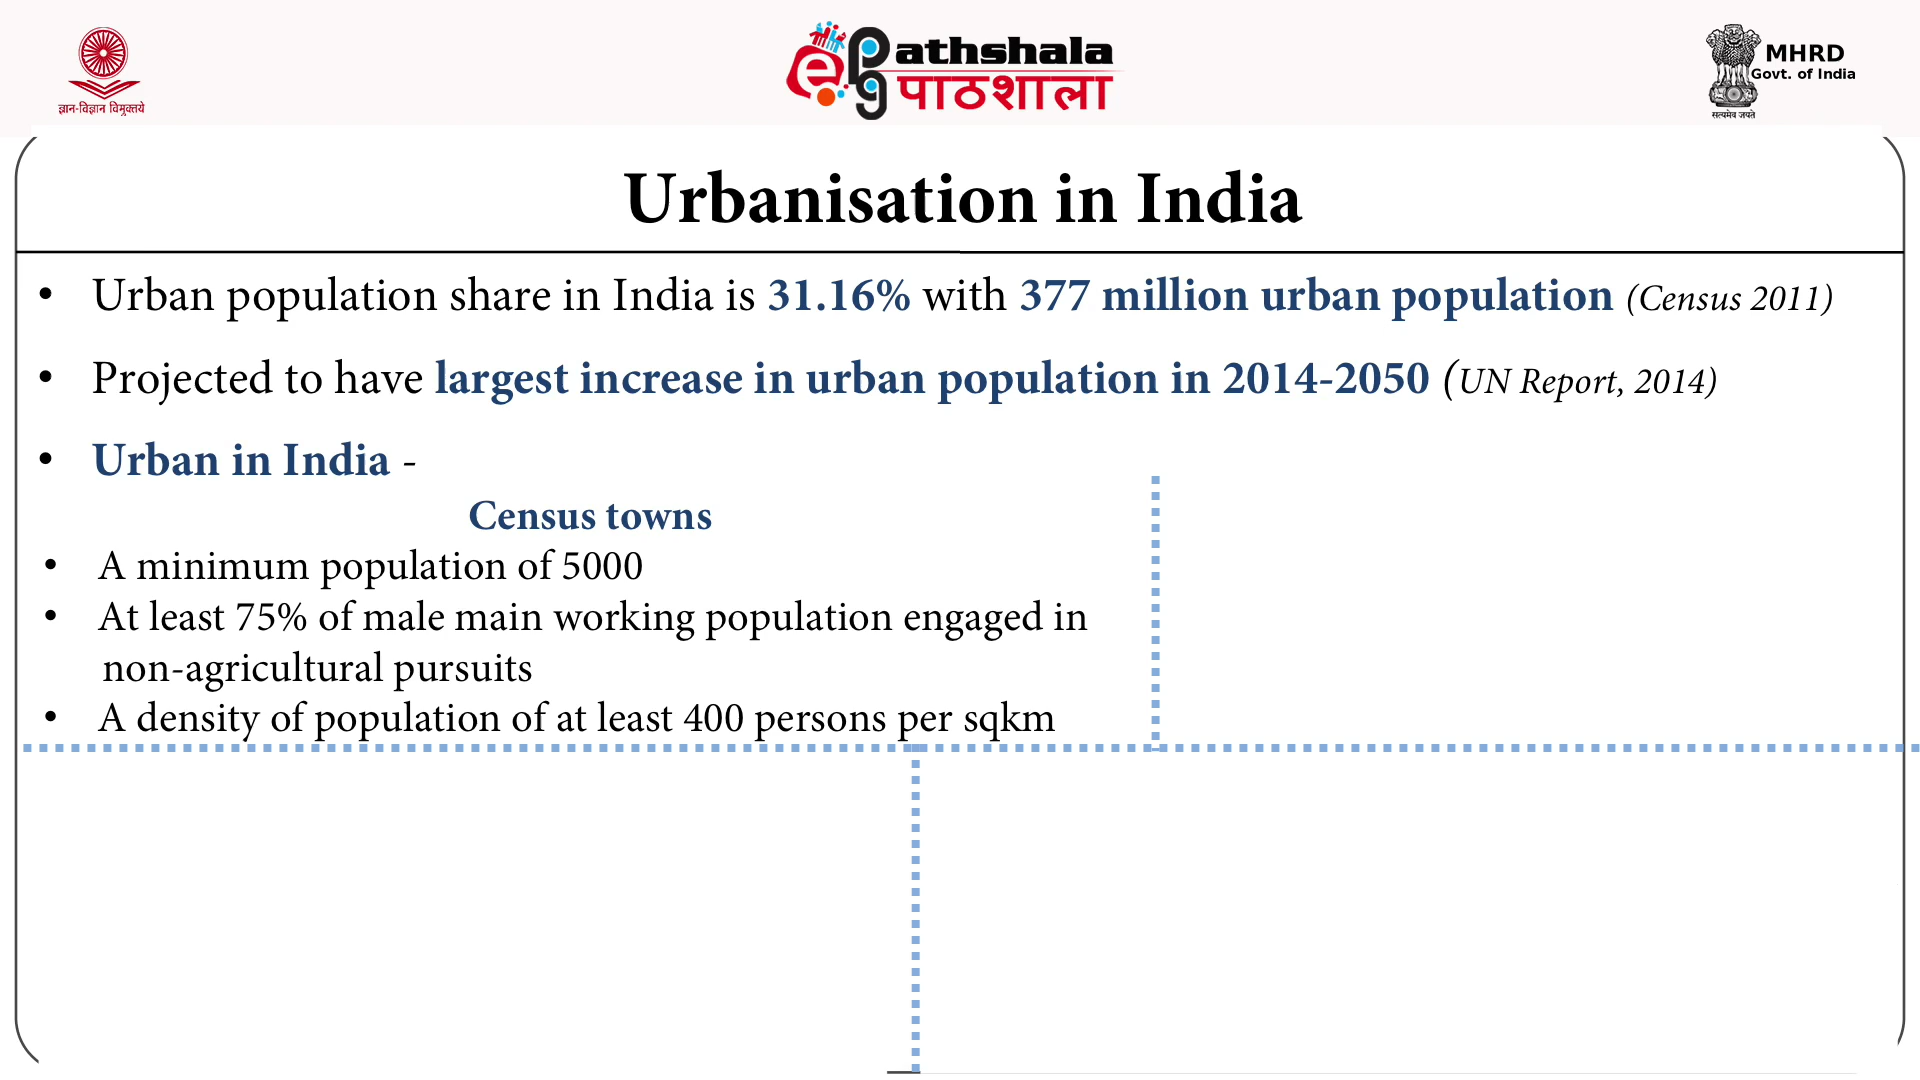 ज्ञान-विज्ञान विमुक्तये
e pg Pathshala
पाठशाला
MHRD
Govt. of India
सत्यमेव जयते
Urbanisation in India
• Urban population share in India is 31.16% with 377 million urban population (Census 2011)
• Projected to have largest increase in urban population in 2014-2050 (UN Report, 2014)
• Urban in India -
Census towns
• A minimum population of 5000
• At least 75% of male main working population engaged in
non-agricultural pursuits
• A density of population of at least 400 persons per sqkm